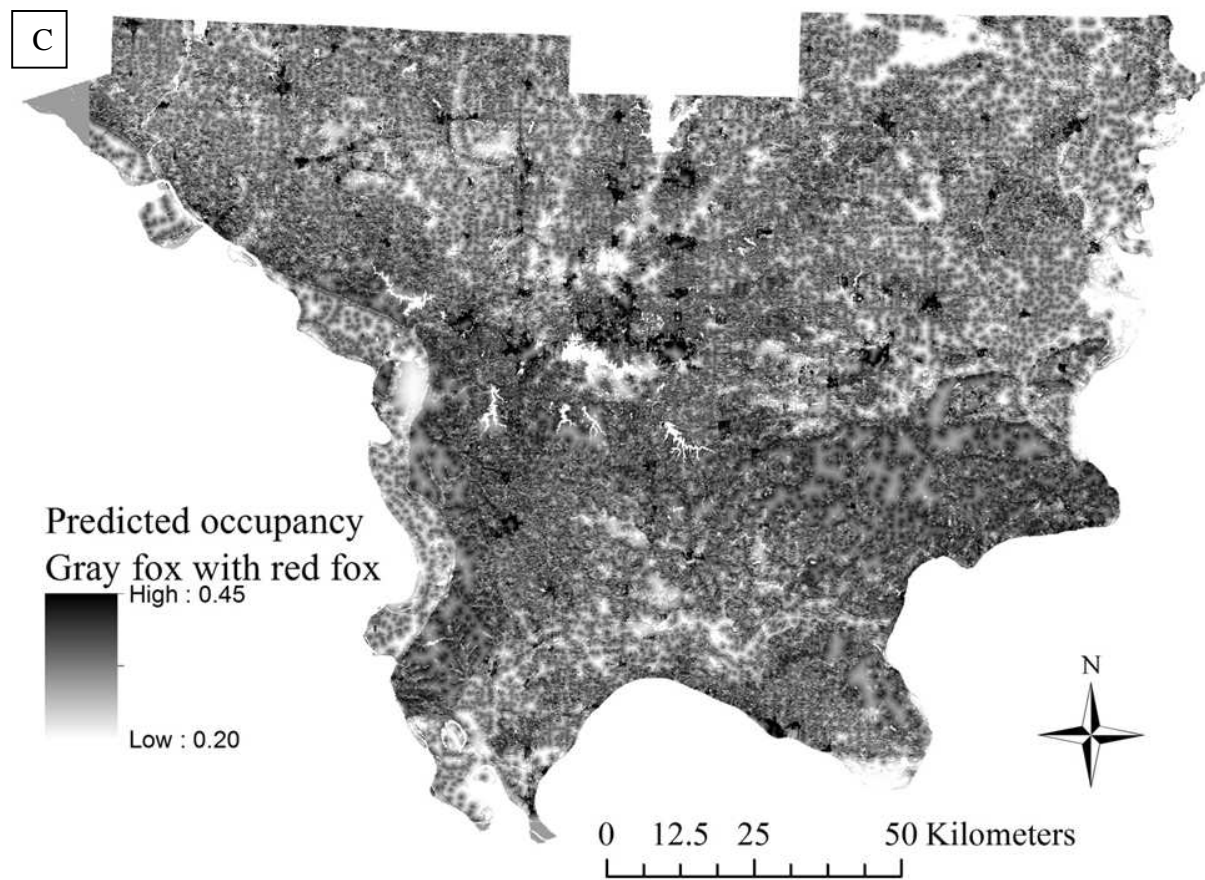 C
Predicted occupancy
Gray fox with red fox
High : 0.45
Low : 0.20
N
0 12.5 25 50 Kilometers